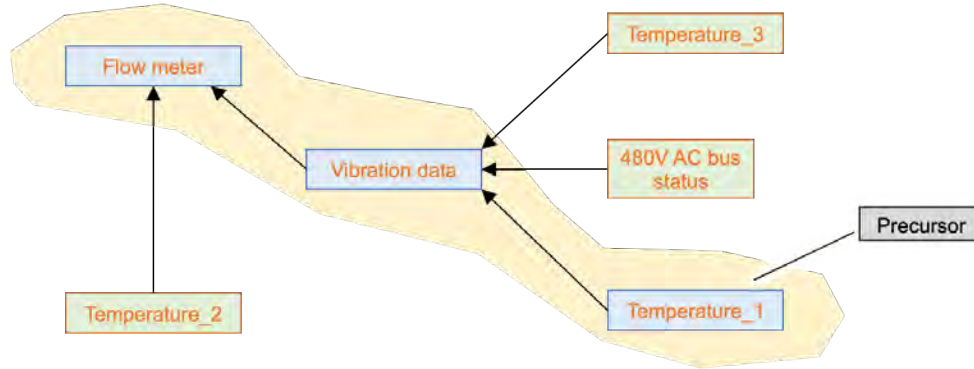 Temperature_3
Flow meter
Vibration data
480V AC bus
status
Precursor
Temperature_2
Temperature_1